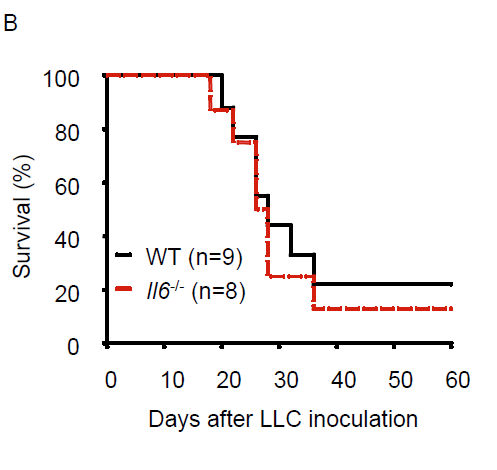 B
Survival (%)
100
80
60
40
20
0
WT (n=9)
Il6-/- (n=8)
0 10 20 30 40 50 60
Days after LLC inoculation